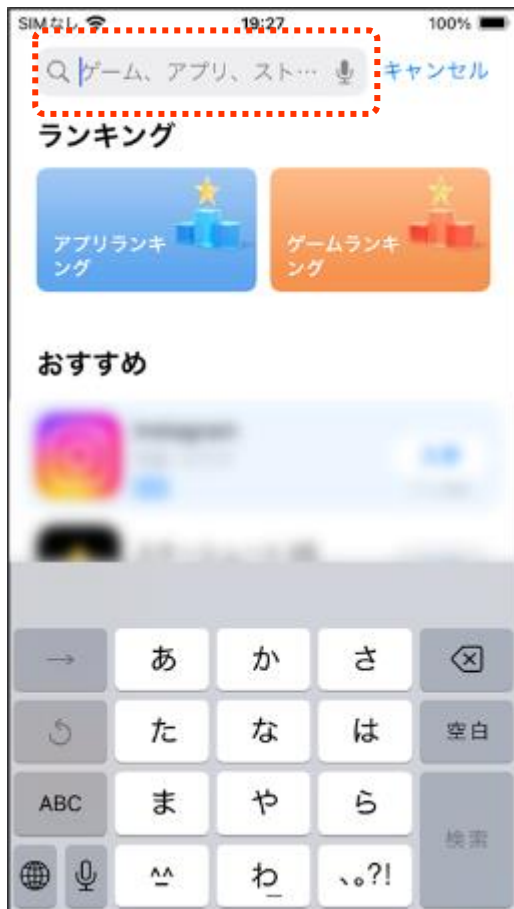 SIMなし 19:27 100%
ゲーム、アプリ、スト… キャンセル
ランキング
アプリランキ
ング
ゲームランキ
ング
おすすめ
→ あ か さ
た な は 空白
ABC ま や ら
検索
^^ わ_ 、。?!